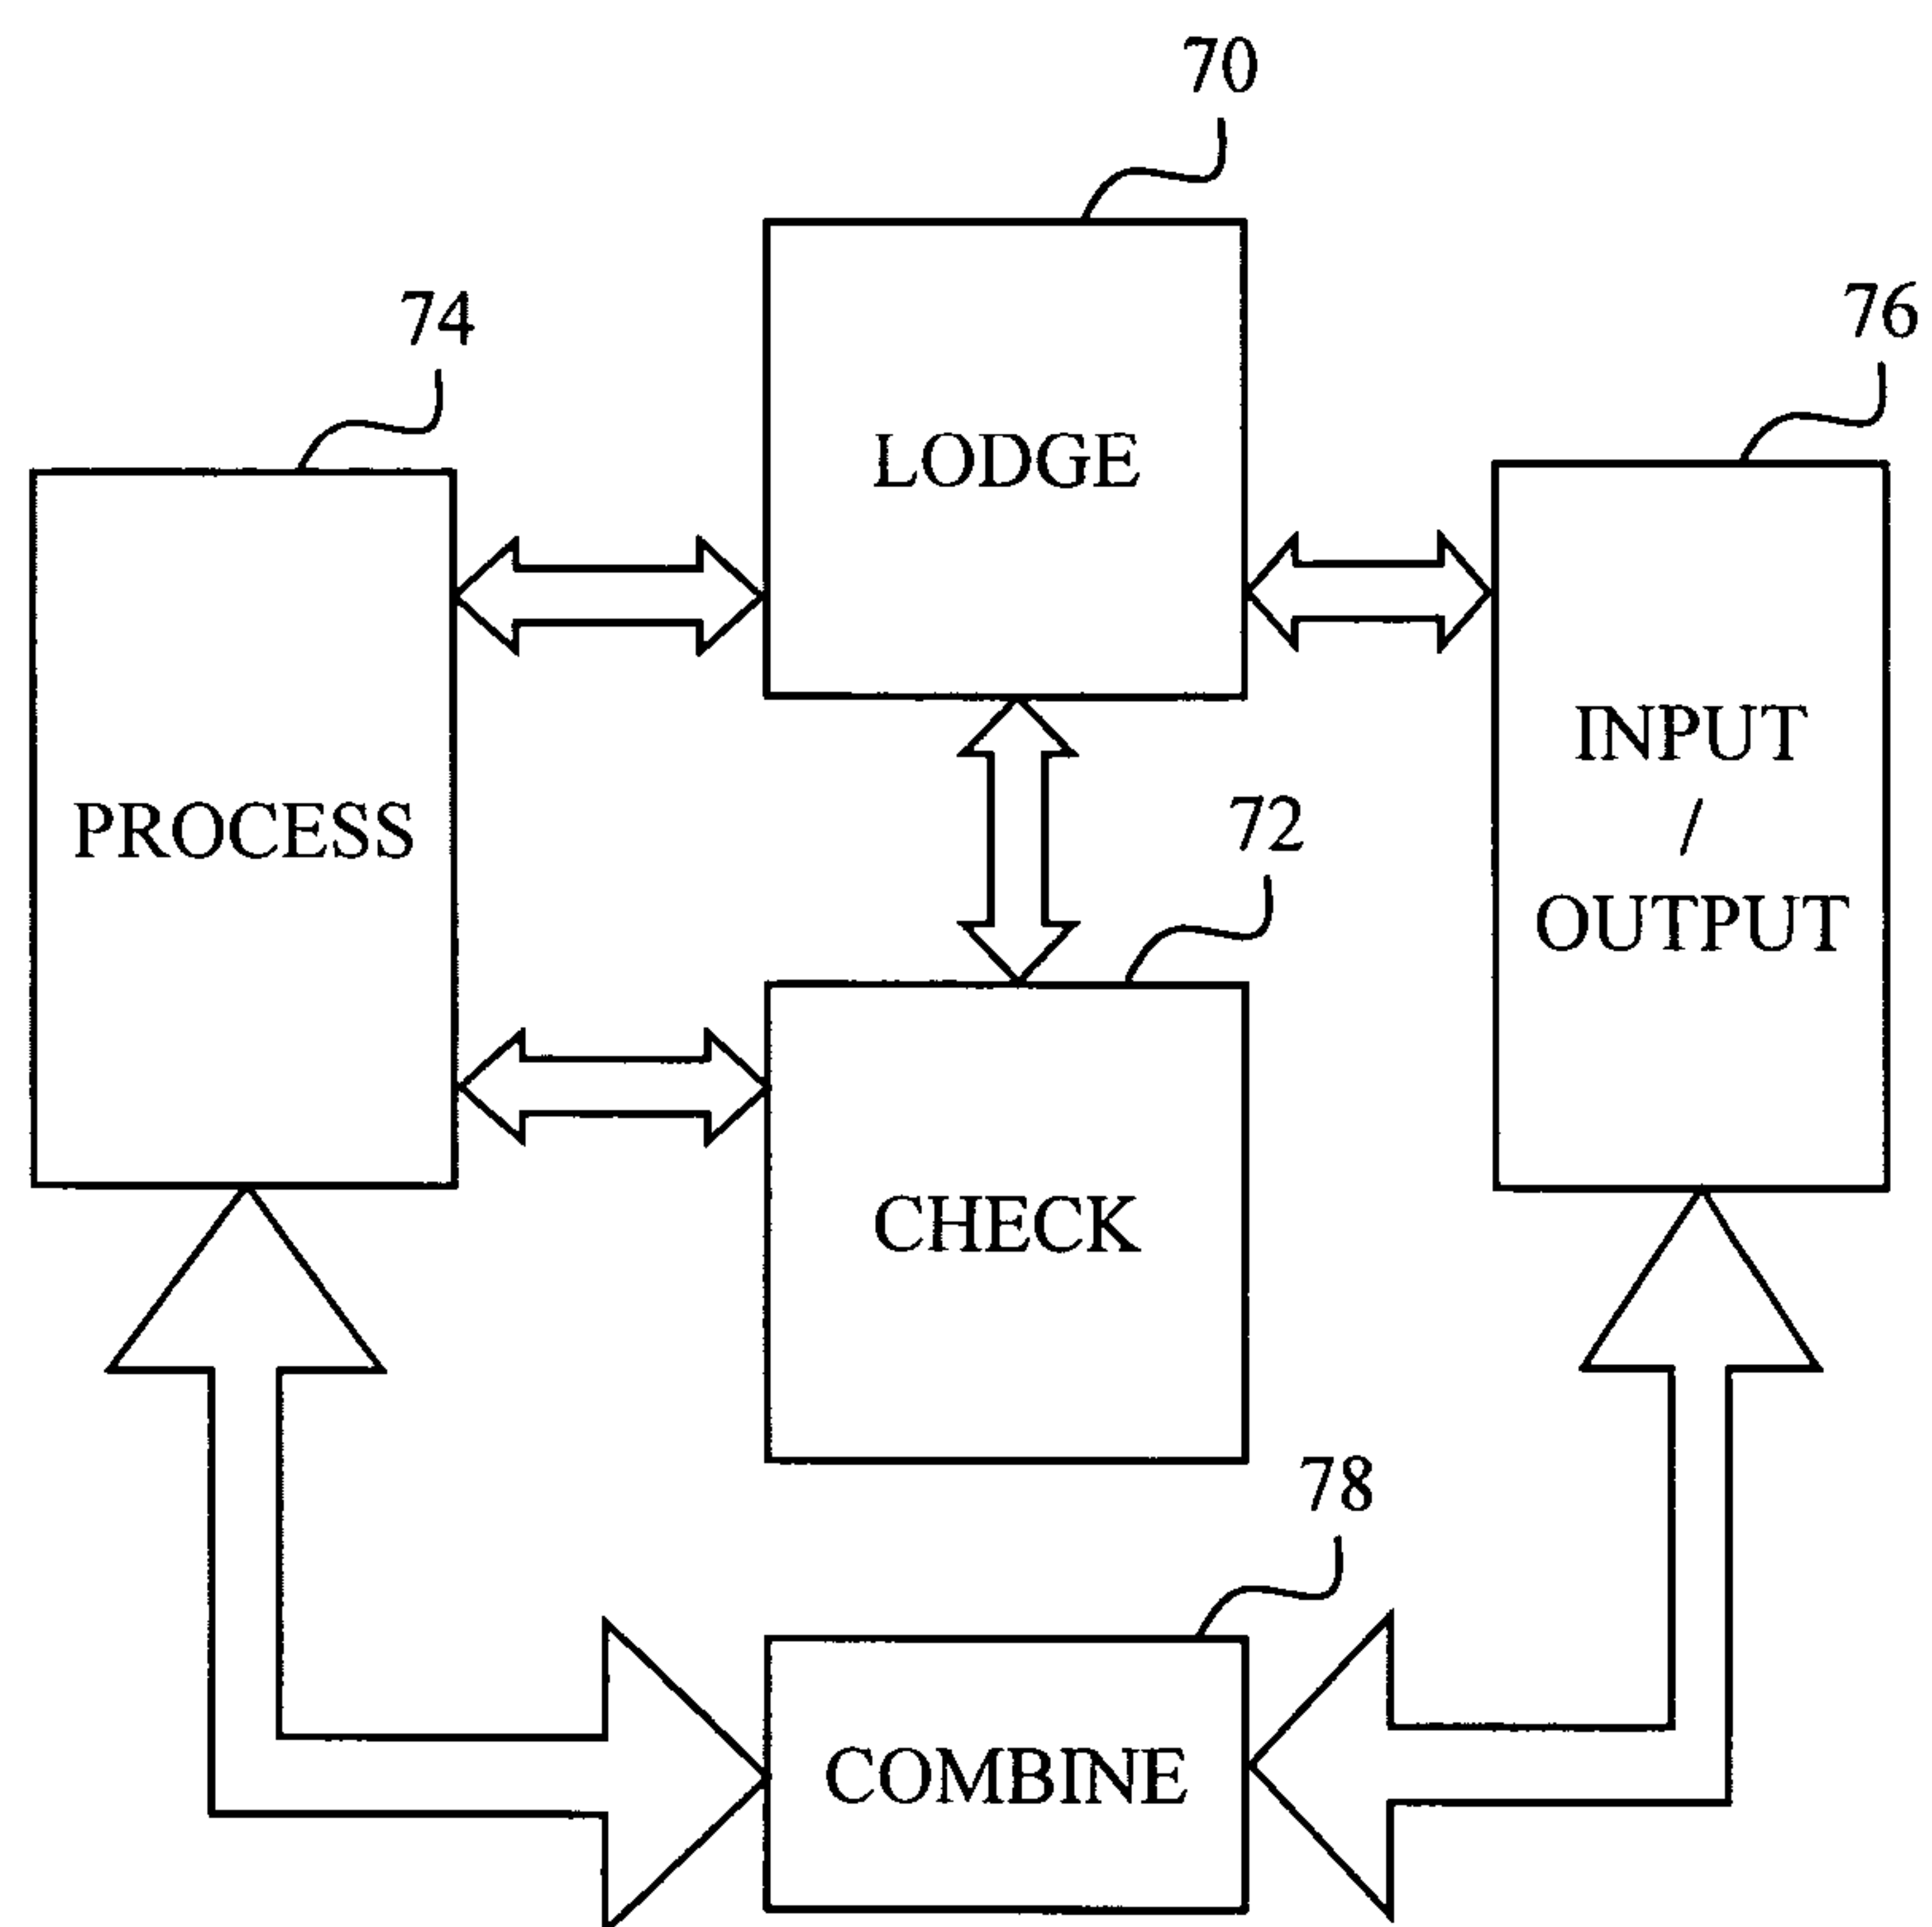 70
74
76
LODGE
INPUT
/
OUTPUT
PROCESS
72
CHECK
78
COMBINE